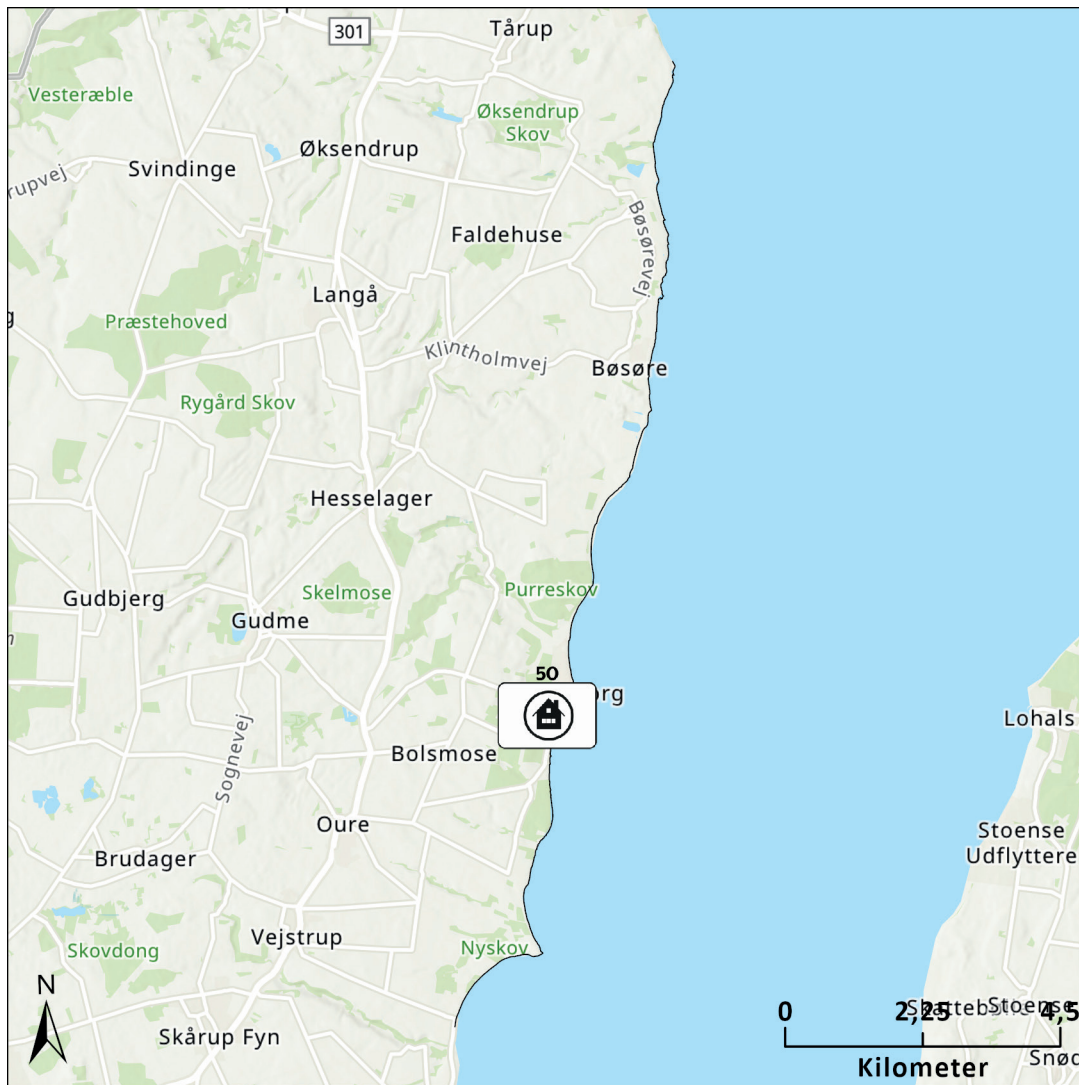 301
Tårup
Vesteræble
Øksendrup
Skov
Øksendrup
Svindinge
rupvej
Bøsørevej
Faldehuse
Langå
g
Præstehoved
Klintholmvej
Bøsøre
Rygård Skov
Hesselager
Skelmose
Purreskov
Gudbjerg
Gudme
n
50
org
Lohals
Sognevej
Bolsmose
Oure
Stoense
Udflyttere
Brudager
Vejstrup
Nyskov
Skovdong
N
0
2,25
4,5
Stoense
Skårup Fyn
Kilometer
Snød